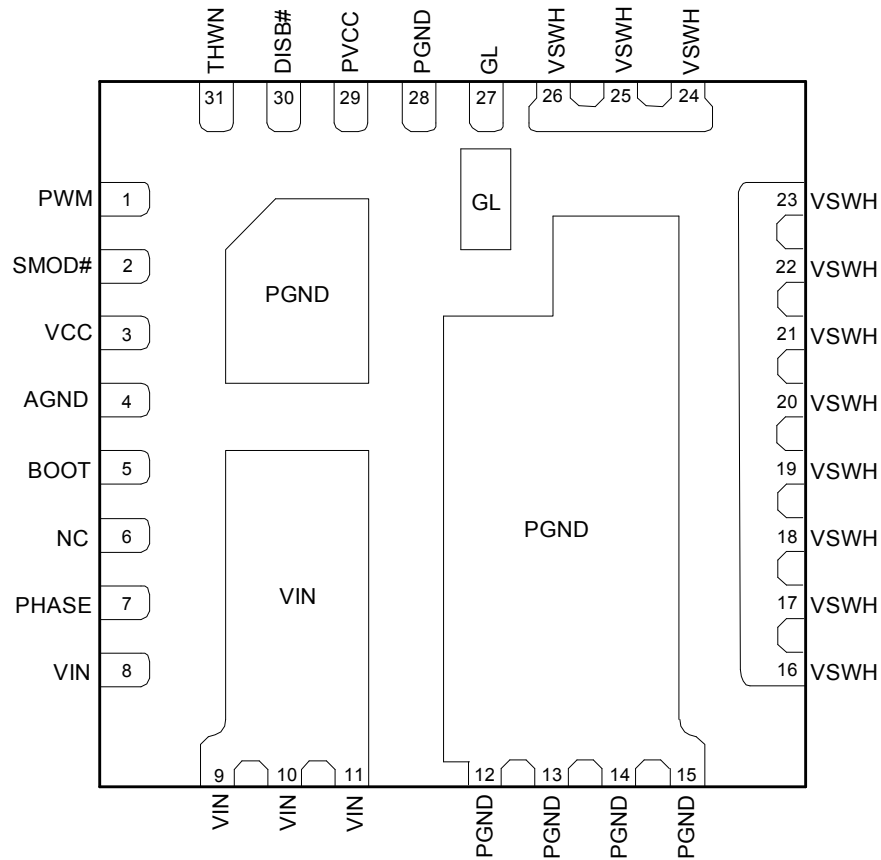 THWN
DISB#
PVCC
PGND
GL
VSWH
VSWH
VSWH
31
30
29
28
27
26
25
24
PWM 1
SMOD# 2
VCC 3
AGND 4
BOOT 5
NC 6
PHASE 7
VIN 8
GL
PGND
PGND
VIN
23 VSWH
22 VSWH
21 VSWH
20 VSWH
19 VSWH
18 VSWH
17 VSWH
16 VSWH
9
10
11
12
13
14
15
VIN
VIN
VIN
PGND
PGND
PGND
PGND